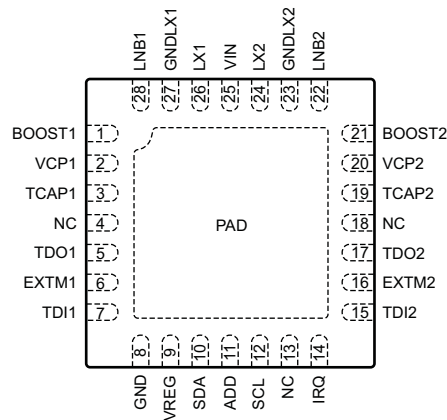 LNB1
GNDLX1
LX1
VIN
LX2
GNDLX2
LNB2
28
27
26
25
24
23
22
BOOST1 1
VCP1 2
TCAP1 3
NC 4
TDO1 5
EXTM1 6
TDI1 7
PAD
21 BOOST2
20 VCP2
19 TCAP2
18 NC
17 TDO2
16 EXTM2
15 TDI2
8
9
10
11
12
13
14
GND
VREG
SDA
ADD
SCL
NC
IRQ